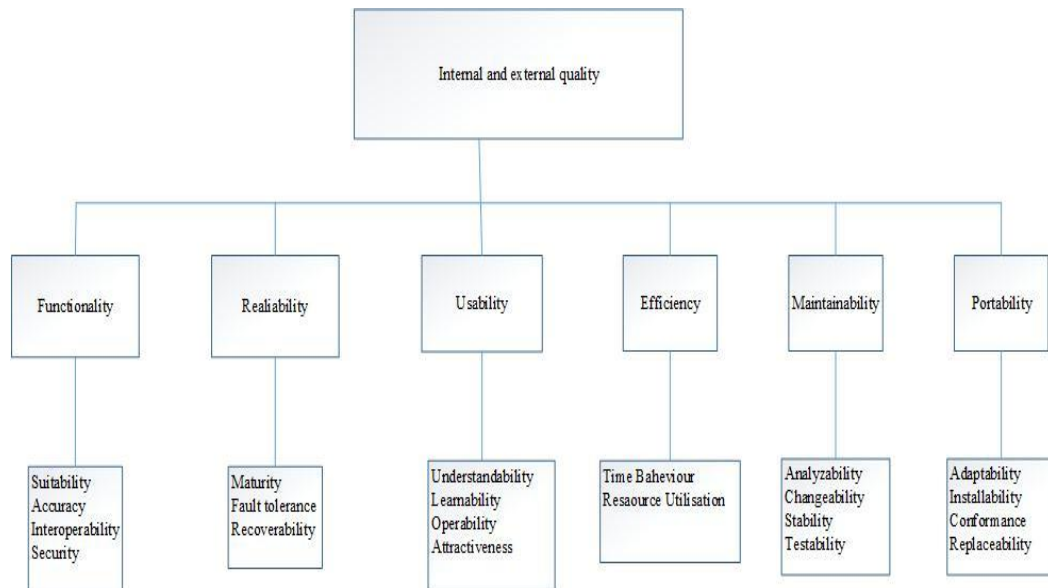 Internal and external quality
Functionality
Realiability
Usability
Efficiency
Maintainability
Portability
Suitability
Accuracy
Interoperability
Security
Maturity
Fault tolerance
Recoverability
Understandability
Learnability
Operability
Attractiveness
Time Baheviour
Resaource Utilisation
Analyzability
Changeability
Stability
Testability
Adaptability
Installability
Conformance
Replaceability